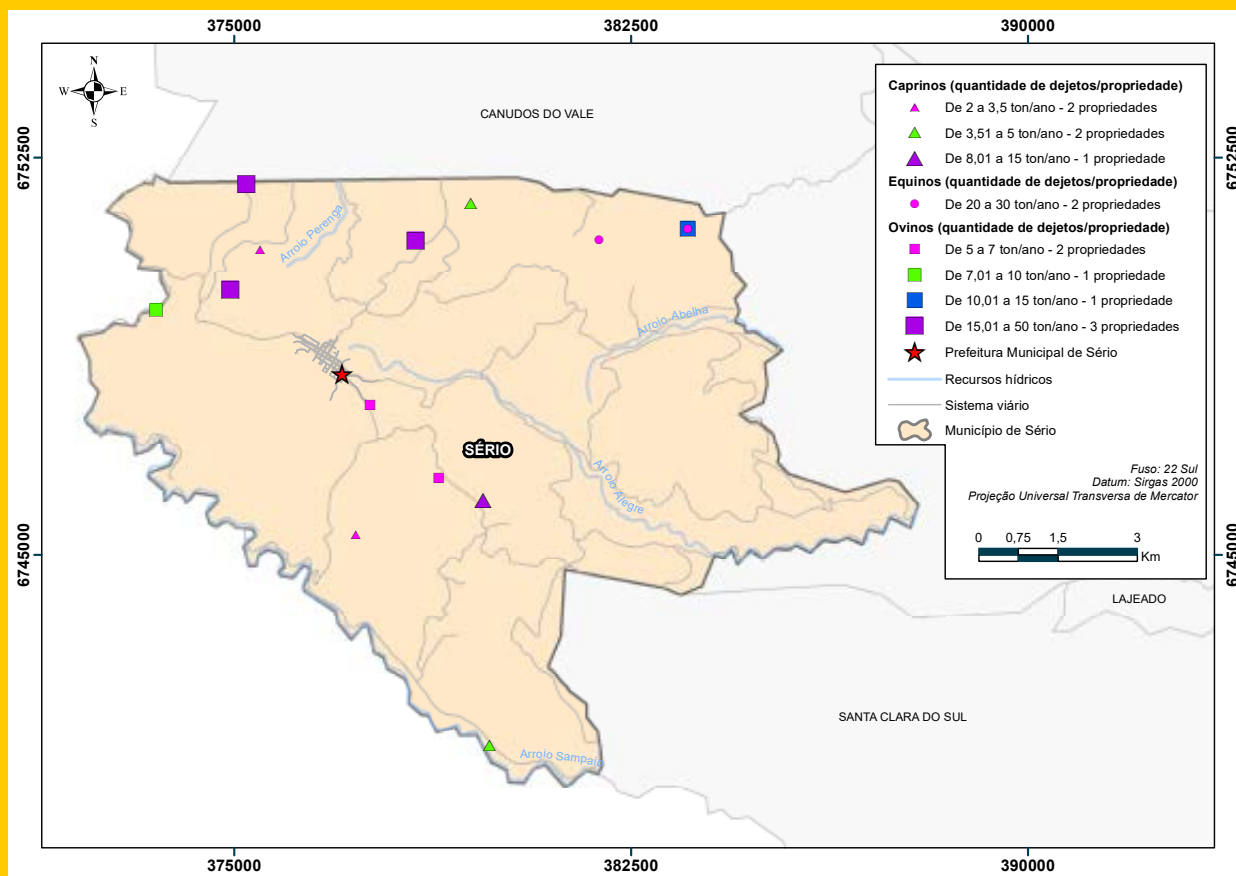 375000
382500
390000
N
W
E
S
CANUDOS DO VALE
6752500
6752500
Caprinos (quantidade de dejetos/propriedade)
De 2 a 3,5 ton/ano - 2 propriedades
De 3,51 a 5 ton/ano - 2 propriedades
De 8,01 a 15 ton/ano - 1 propriedade
Equinos (quantidade de dejetos/propriedade)
De 20 a 30 ton/ano - 2 propriedades
Ovinos (quantidade de dejetos/propriedade)
De 5 a 7 ton/ano - 2 propriedades
De 7,01 a 10 ton/ano - 1 propriedade
De 10,01 a 15 ton/ano - 1 propriedade
De 15,01 a 50 ton/ano - 3 propriedades
Prefeitura Municipal de Sério
Recursos hídricos
Sistema viário
Município de Sério
Fuso: 22 Sul
Datum: Sirgas 2000
Projeção Universal Transversa de Mercator
0 0,75 1,5 3
Km
Arroio Perenga
Arroio Abelha
SÉRIO
Arroio Alegre
6745000
6745000
LAJEADO
SANTA CLARA DO SUL
Arroio Sampaio
375000
382500
390000